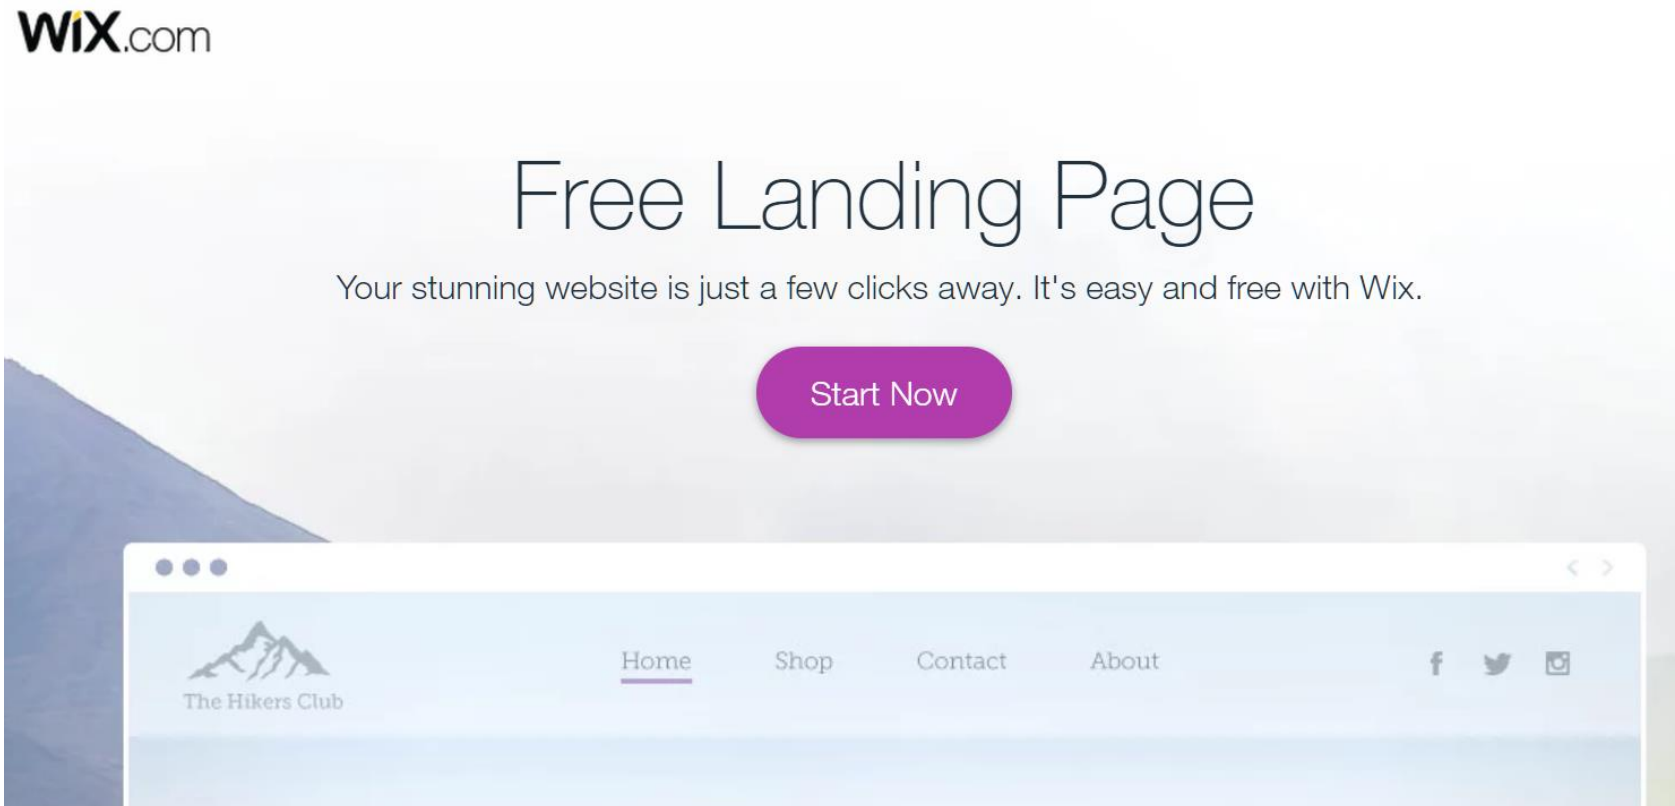 WiX.com
Free Landing Page
Your stunning website is just a few clicks away. It's easy and free with Wix.
Start Now
The Hikers Club
Home Shop Contact About